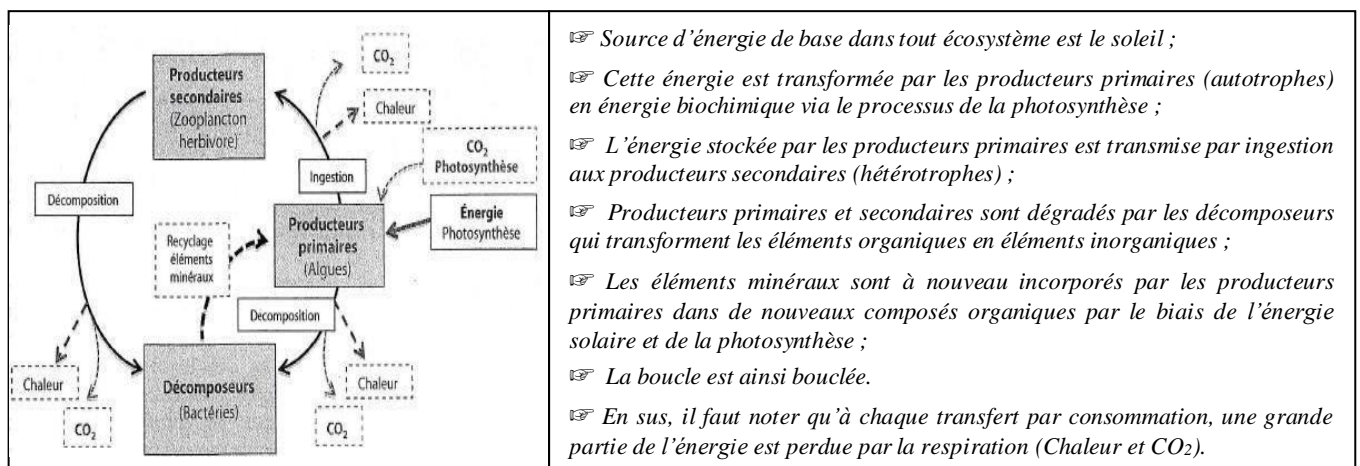 CO2
Producteurs
secondaires
(Zooplancton
herbivore)
Chaleur
CO2
Photosynthèse
Ingestion
Décomposition
Énergie
Photosynthèse
Producteurs
primaires
(Algues)
Recyclage
éléments
minéraux
Décomposition
Chaleur
CO2
Décomposeurs
(Bactéries)
Chaleur
CO2
☞ Source d’énergie de base dans tout écosystème est le soleil ;
☞ Cette énergie est transformée par les producteurs primaires (autotrophes)
en énergie biochimique via le processus de la photosynthèse ;
☞ L’énergie stockée par les producteurs primaires est transmise par ingestion
aux producteurs secondaires (hétérotrophes) ;
☞ Producteurs primaires et secondaires sont dégradés par les décomposeurs
qui transforment les éléments organiques en éléments inorganiques ;
☞ Les éléments minéraux sont à nouveau incorporés par les producteurs
primaires dans de nouveaux composés organiques par le biais de l’énergie
solaire et de la photosynthèse ;
☞ La boucle est ainsi bouclée.
☞ En sus, il faut noter qu’à chaque transfert par consommation, une grande
partie de l’énergie est perdue par la respiration (Chaleur et CO2).